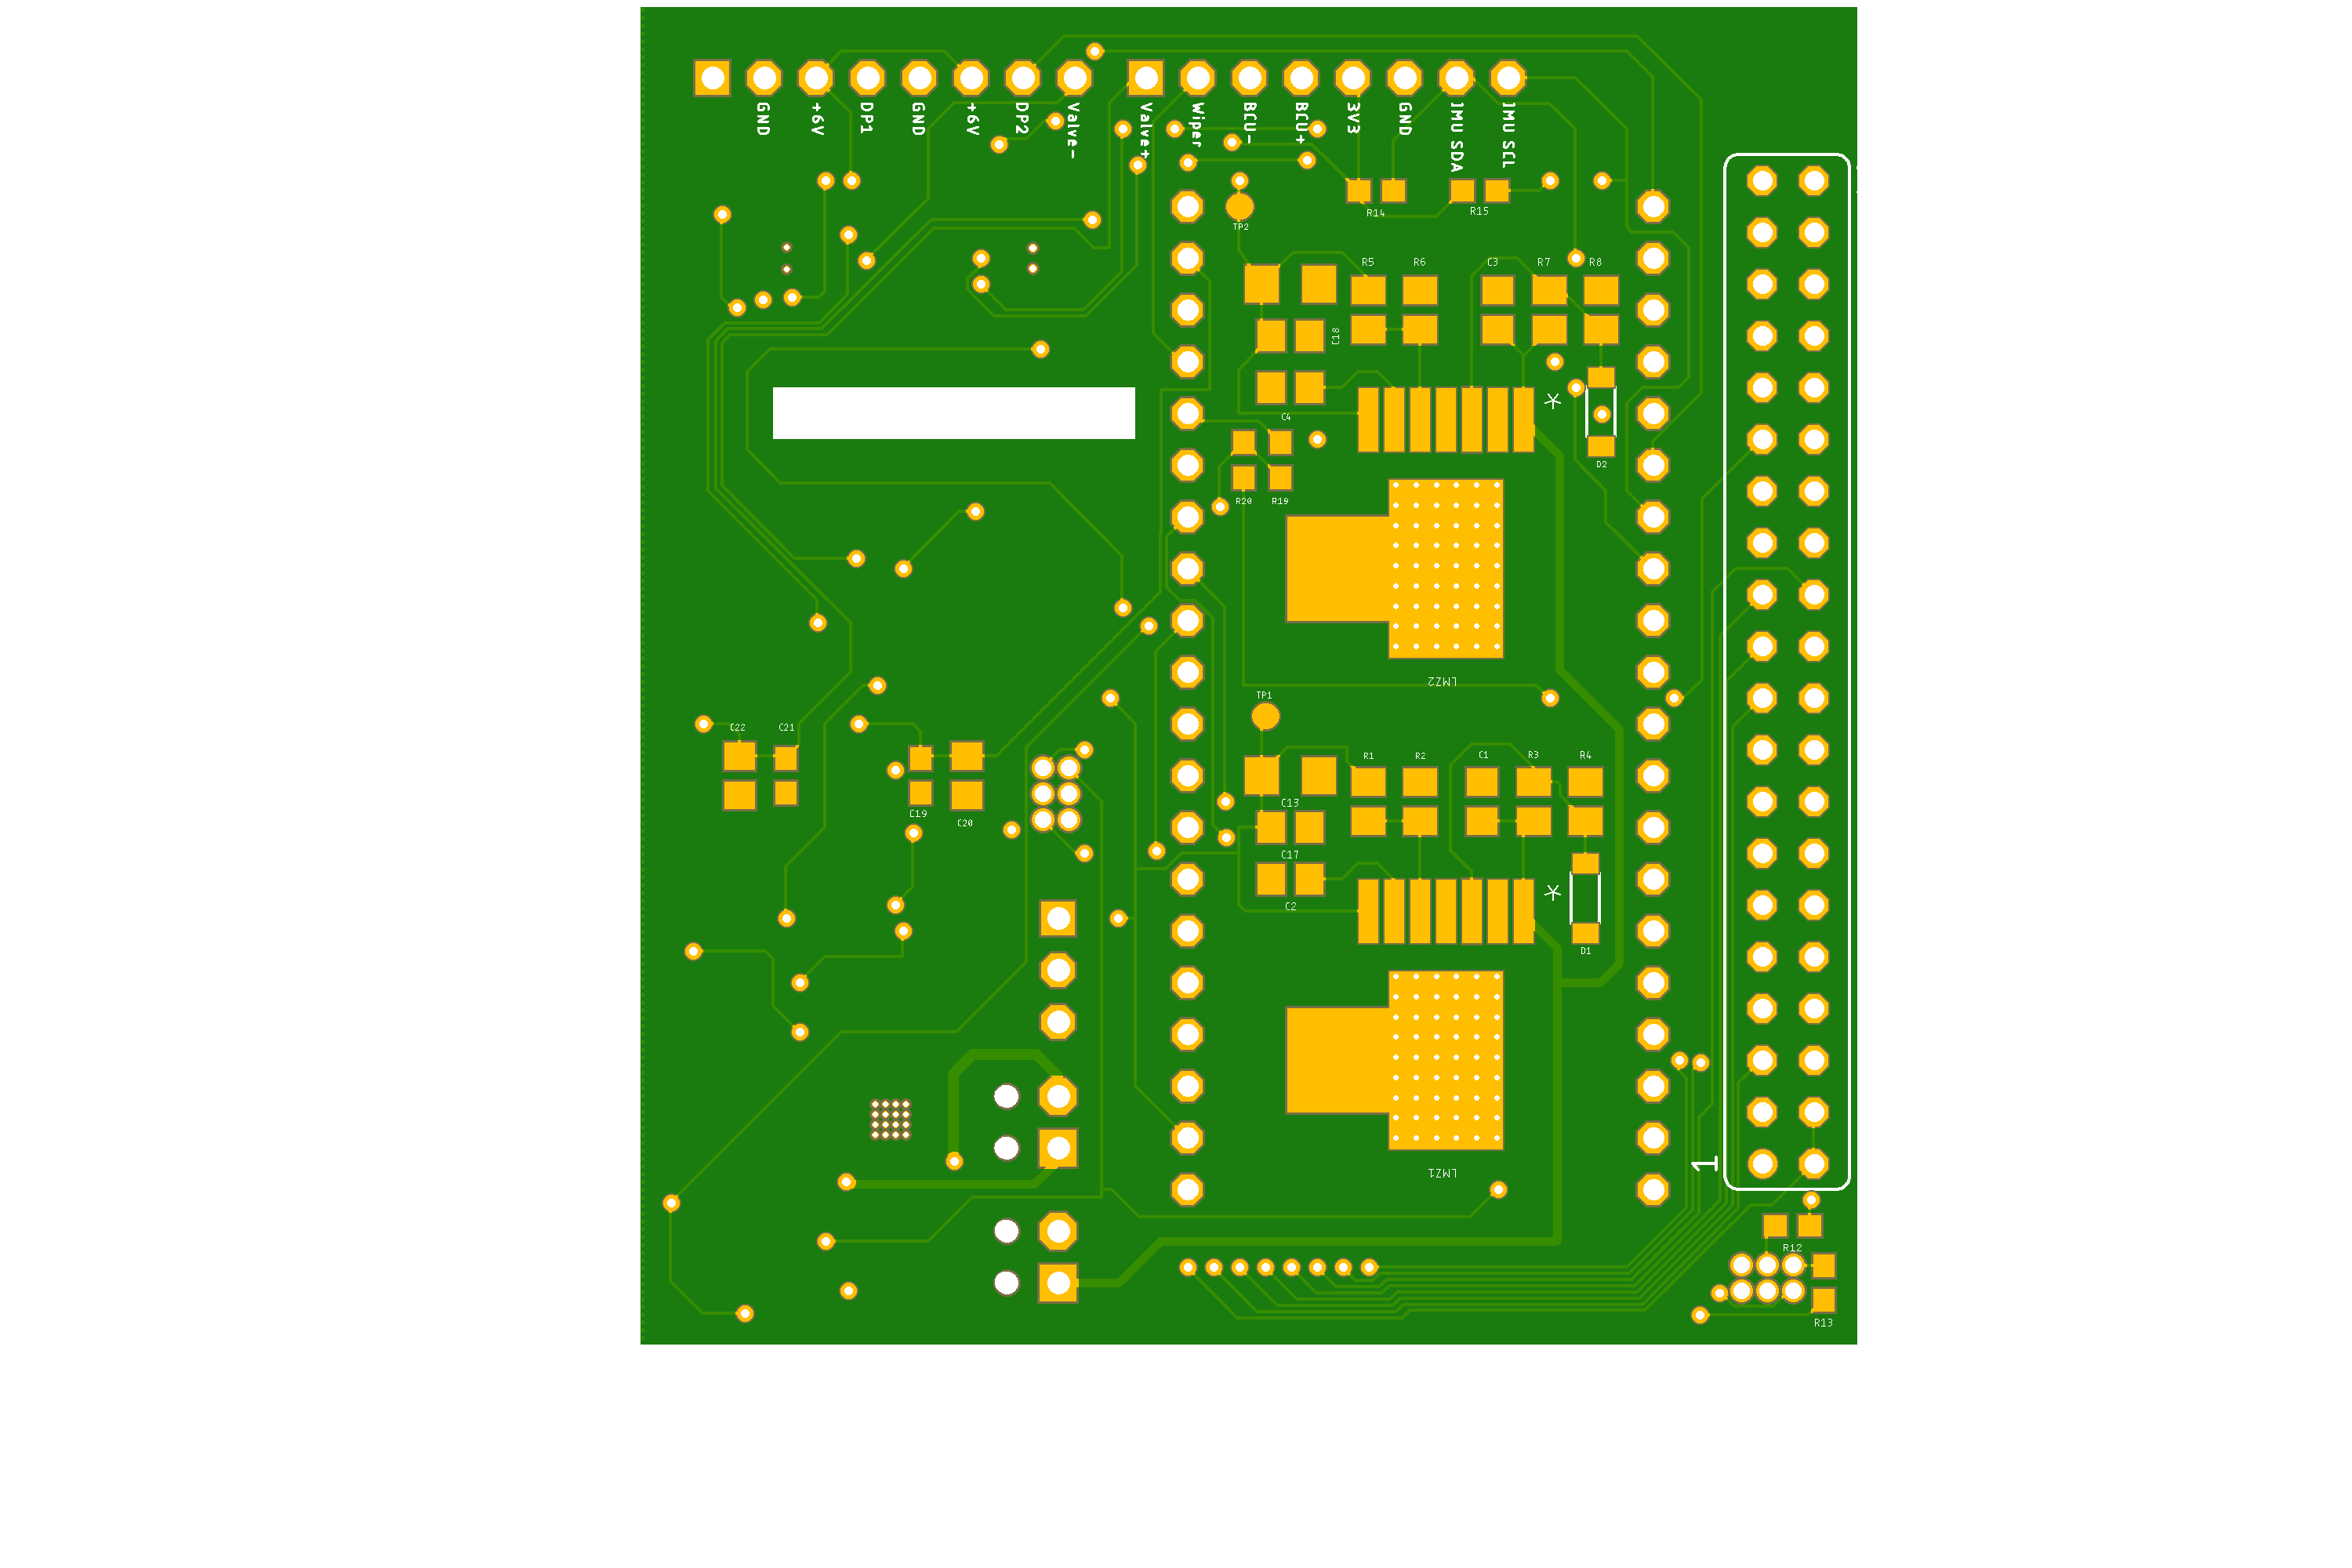 GND
+6V
DP1
GND
+6V
DP2
Valve-
Valve+
Wiper
BCU-
BCU+
3V3
GND
IMU SDA
IMU SCL
R14
R15
TP2
R5
R6
C3
R7
R8
C18
C4
D2
R20
R19
LMZ2
TP1
C22
C21
R1
R2
C1
R3
R4
C13
C19
C20
C17
C2
D1
LMZ1
1
R12
R13